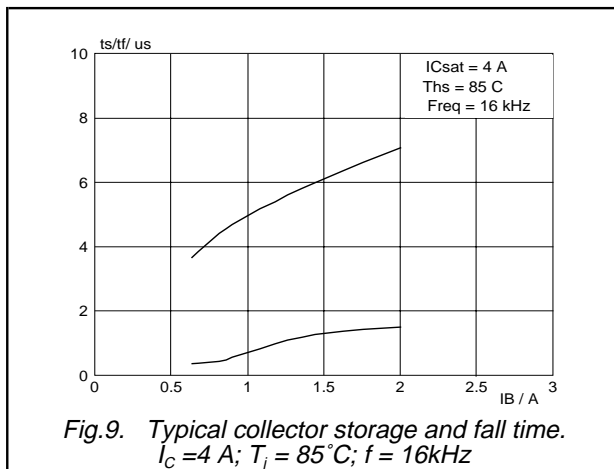 ts/tf/ us
10
8
6
4
2
0
ICsat = 4 A
Ths = 85 C
Freq = 16 kHz
0 0.5 1 1.5 2 2.5 3
IB / A
Fig.9. Typical collector storage and fall time.
IC =4 A; Tj = 85˚C; f = 16kHz